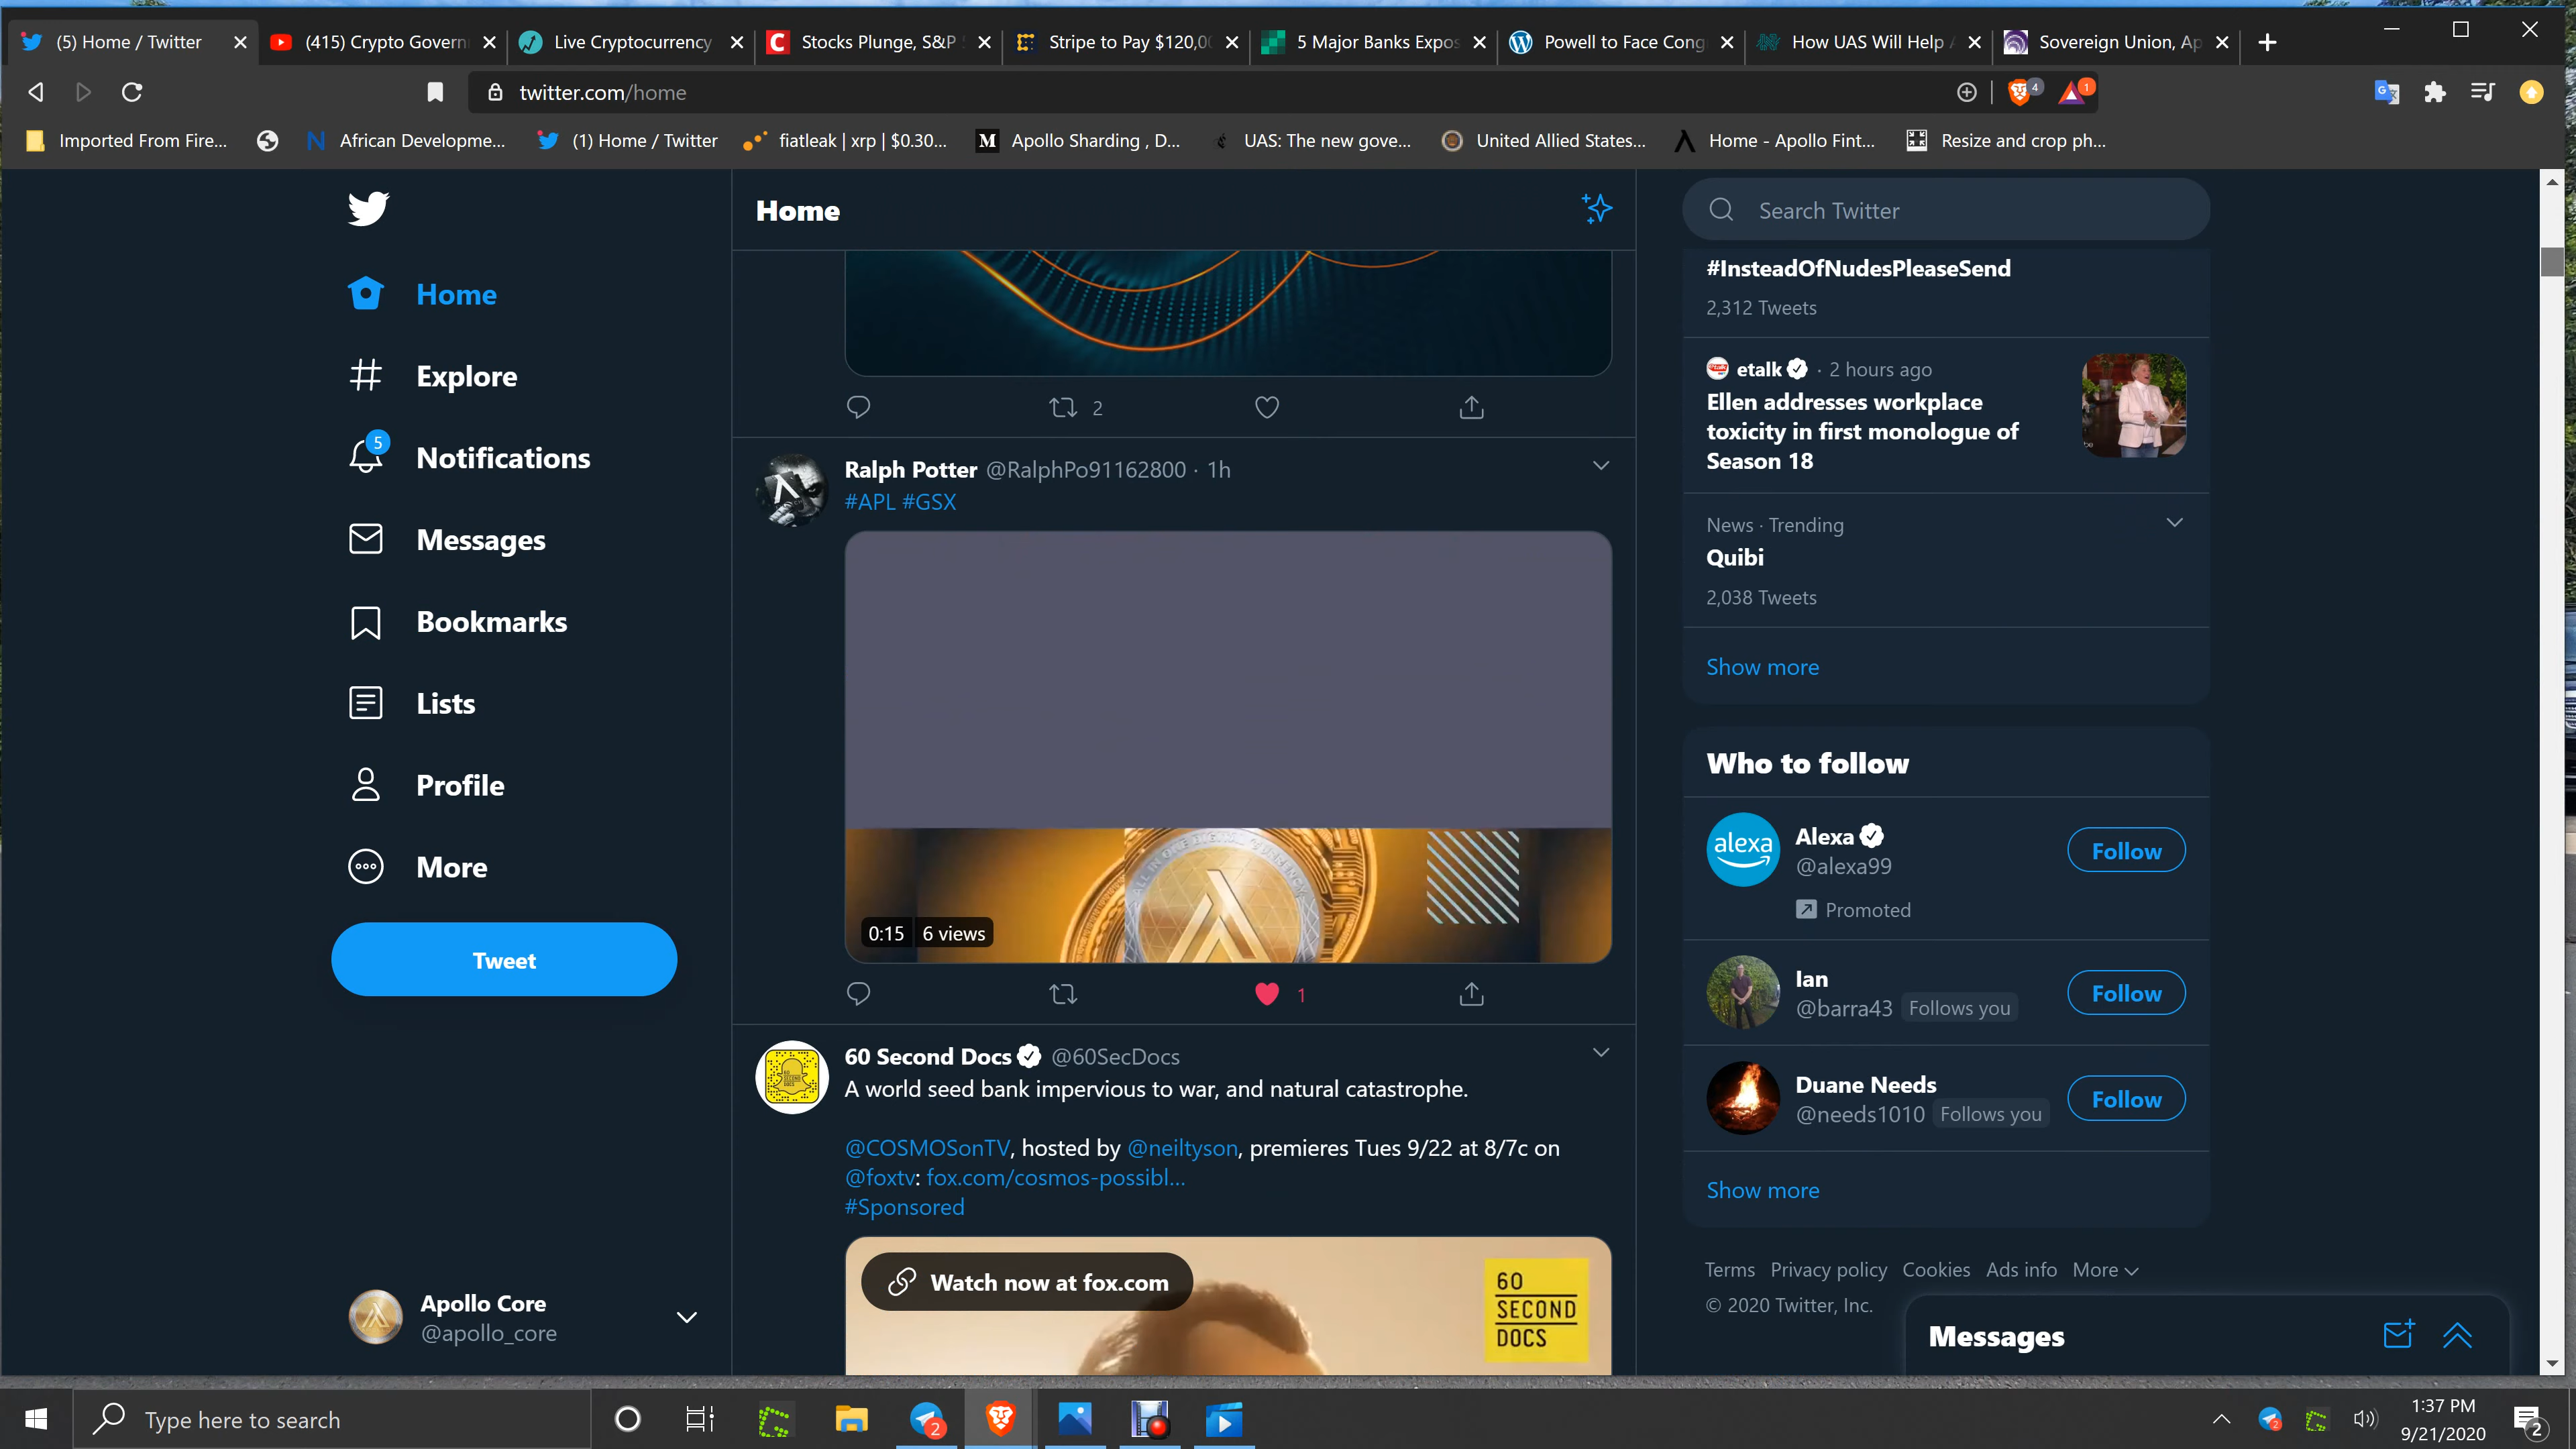 (5) Home / Twitter
(415) Crypto Govern
Live Cryptocurrency
Stocks Plunge, S&P
Stripe to Pay $120,0
5 Major Banks Expos
Powell to Face Cong
How UAS Will Help
Sovereign Union, Ap
twitter.com/home
4
1
Imported From Fire...
African Developme...
(1) Home / Twitter
fiatleak | xrp | $0.30...
Apollo Sharding , D...
UAS: The new gove...
United Allied States...
Home - Apollo Fint...
Resize and crop ph...
Home
Explore
5
Notifications
Messages
Bookmarks
Lists
Profile
More
Tweet
Apollo Core
@apollo_core
Home
2
Ralph Potter @RalphPo91162800 · 1h
#APL #GSX
0:15 6 views
1
60 Second Docs @60SecDocs
A world seed bank impervious to war, and natural catastrophe.
@COSMOSonTV, hosted by @neiltyson, premieres Tues 9/22 at 8/7c on
@foxtv: fox.com/cosmos-possibl...
#Sponsored
Watch now at fox.com
60
SECOND
DOCS
Search Twitter
#InsteadOfNudesPleaseSend
2,312 Tweets
etalk · 2 hours ago
Ellen addresses workplace
toxicity in first monologue of
Season 18
News · Trending
Quibi
2,038 Tweets
Show more
Who to follow
alexa
Alexa
@alexa99
Follow
Promoted
Ian
@barra43 Follows you
Follow
Duane Needs
@needs1010 Follows you
Follow
Show more
Terms Privacy policy Cookies Ads info More
© 2020 Twitter, Inc.
Messages
Type here to search
2
2
1:37 PM
9/21/2020
2